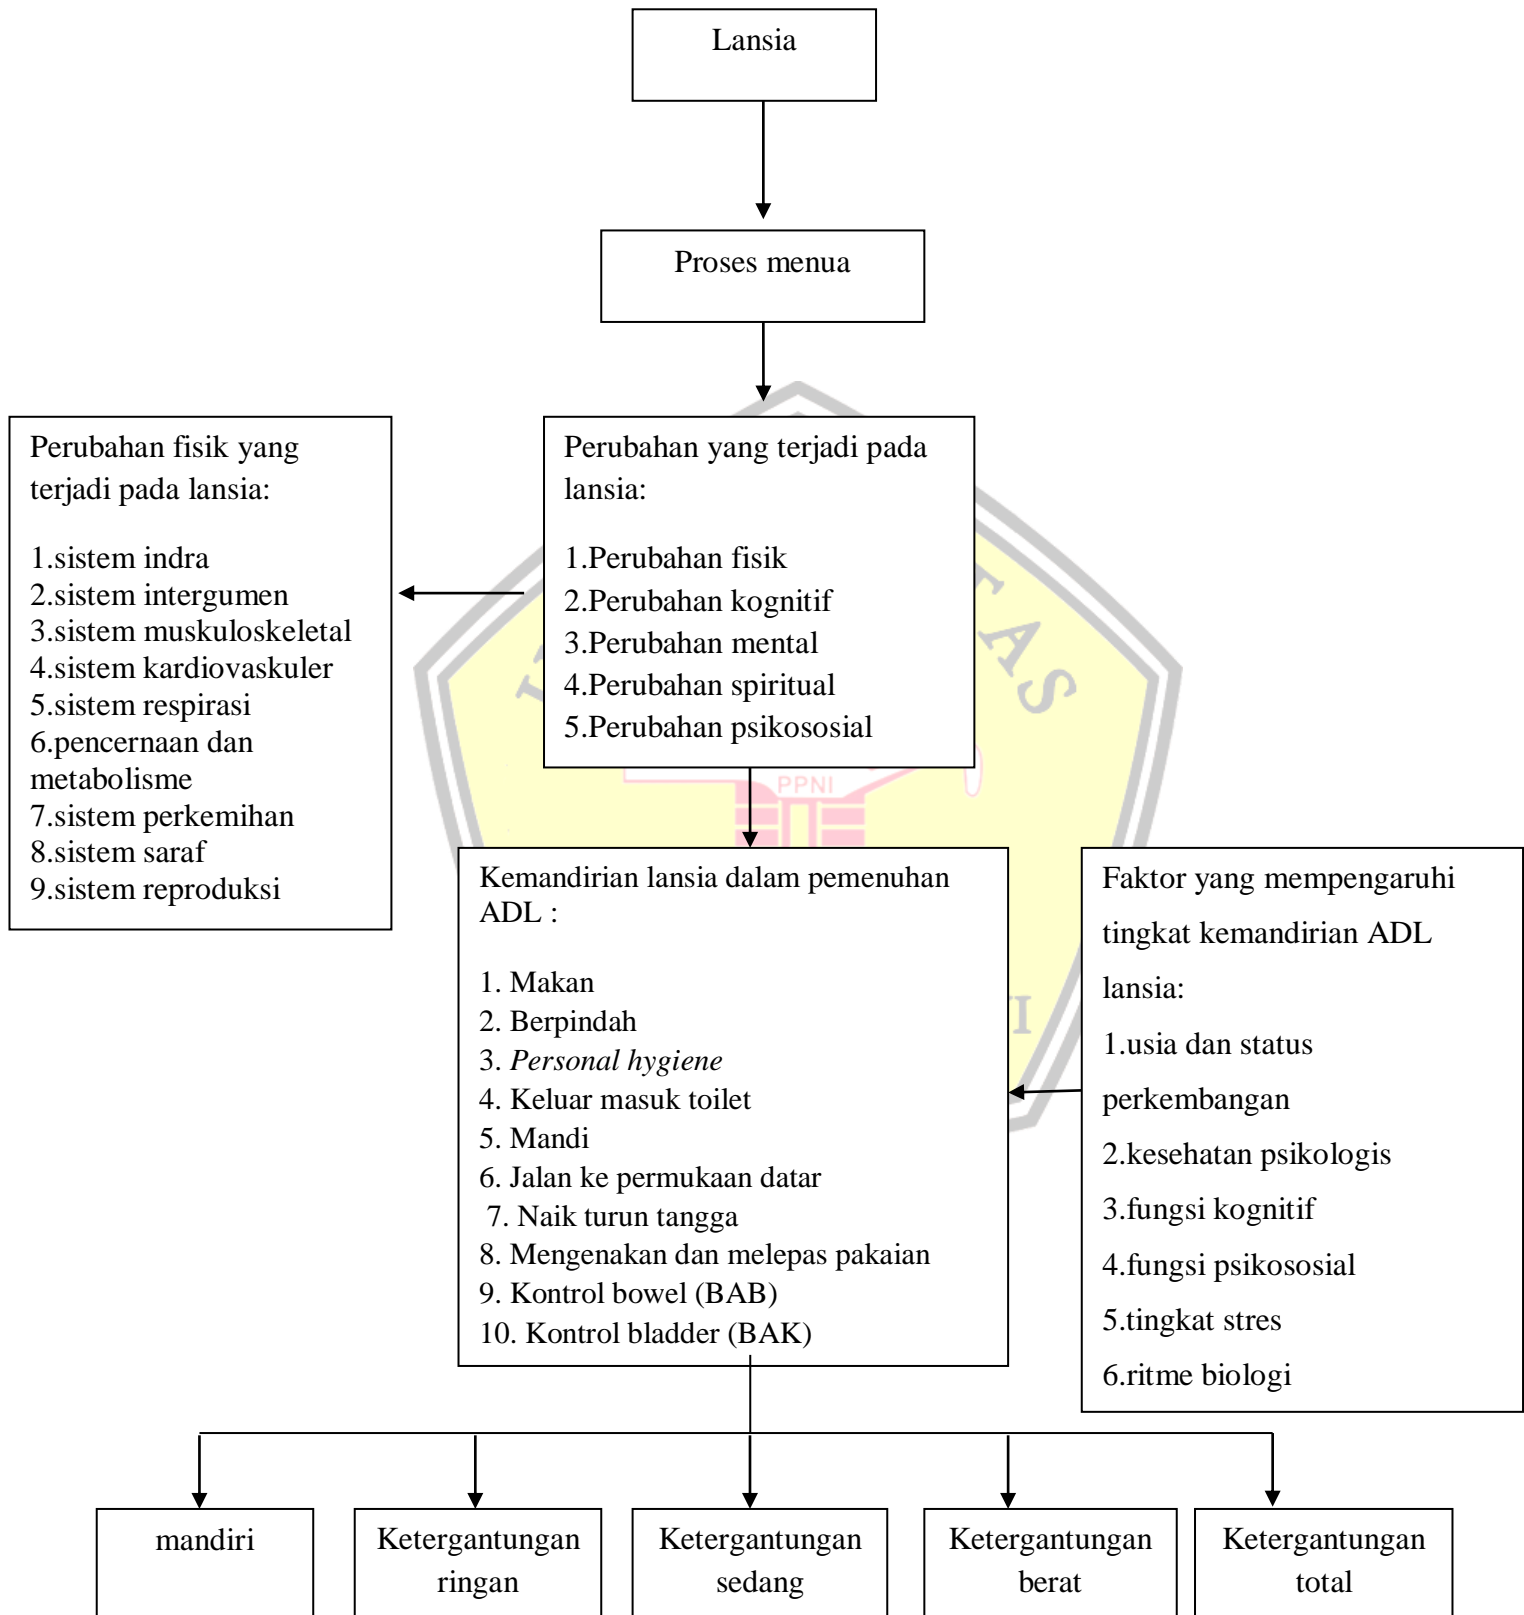 Lansia
Proses menua
Perubahan fisik yang
terjadi pada lansia:
1.sistem indra
2.sistem intergumen
3.sistem muskuloskeletal
4.sistem kardiovaskuler
5.sistem respirasi
6.pencernaan dan
metabolisme
7.sistem perkemihan
8.sistem saraf
9.sistem reproduksi
Perubahan yang terjadi pada
lansia:
1.Perubahan fisik
2.Perubahan kognitif
3.Perubahan mental
4.Perubahan spiritual
5.Perubahan psikososial
PPNI
Kemandirian lansia dalam pemenuhan
ADL :
1. Makan
2. Berpindah
3. Personal hygiene
4. Keluar masuk toilet
5. Mandi
6. Jalan ke permukaan datar
7. Naik turun tangga
8. Mengenakan dan melepas pakaian
9. Kontrol bowel (BAB)
10. Kontrol bladder (BAK)
Faktor yang mempengaruhi
tingkat kemandirian ADL
lansia:
1.usia dan status
perkembangan
2.kesehatan psikologis
3.fungsi kognitif
4.fungsi psikososial
5.tingkat stres
6.ritme biologi
mandiri
Ketergantungan
ringan
Ketergantungan
sedang
Ketergantungan
berat
Ketergantungan
total